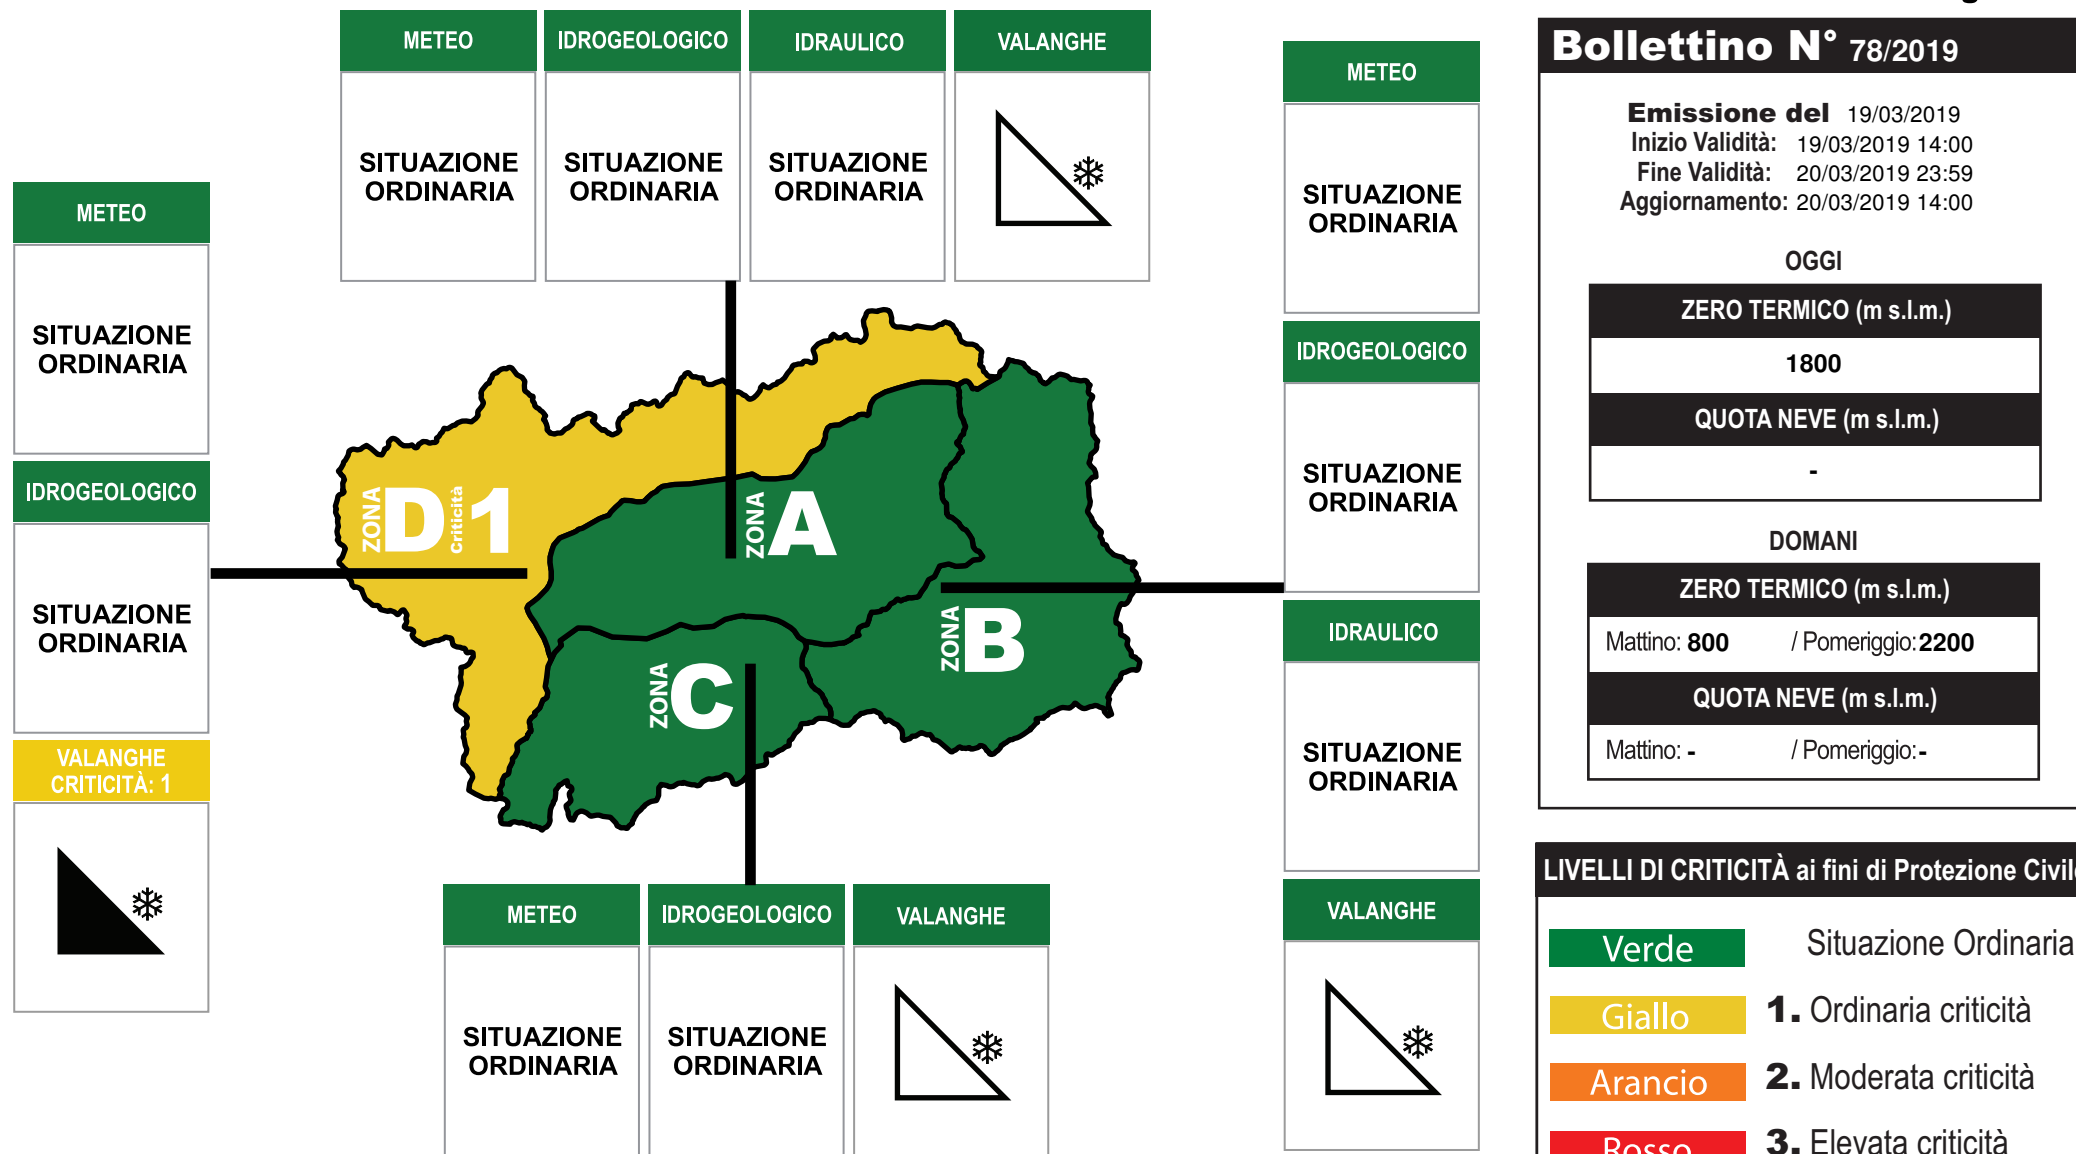 METEO
SITUAZIONE
ORDINARIA
IDROGEOLOGICO
SITUAZIONE
ORDINARIA
VALANGHE
CRITICITÀ: 1
METEO
IDROGEOLOGICO
IDRAULICO
VALANGHE
SITUAZIONE
ORDINARIA
SITUAZIONE
ORDINARIA
SITUAZIONE
ORDINARIA
ZONA D Criticità 1
ZONA A
ZONA B
ZONA C
METEO
IDROGEOLOGICO
VALANGHE
SITUAZIONE
ORDINARIA
SITUAZIONE
ORDINARIA
METEO
SITUAZIONE
ORDINARIA
IDROGEOLOGICO
SITUAZIONE
ORDINARIA
IDRAULICO
SITUAZIONE
ORDINARIA
VALANGHE
Bollettino N° 78/2019
Emissione del 19/03/2019
Inizio Validità: 19/03/2019 14:00
Fine Validità: 20/03/2019 23:59
Aggiornamento: 20/03/2019 14:00
OGGI
ZERO TERMICO (m s.l.m.)
1800
QUOTA NEVE (m s.l.m.)
-
DOMANI
ZERO TERMICO (m s.l.m.)
Mattino: 800 / Pomeriggio: 2200
QUOTA NEVE (m s.l.m.)
Mattino: - / Pomeriggio: -
LIVELLI DI CRITICITÀ ai fini di Protezione Civile
Verde Situazione Ordinaria
Giallo 1. Ordinaria criticità
Arancio 2. Moderata criticità
Rosso 3. Elevata criticità